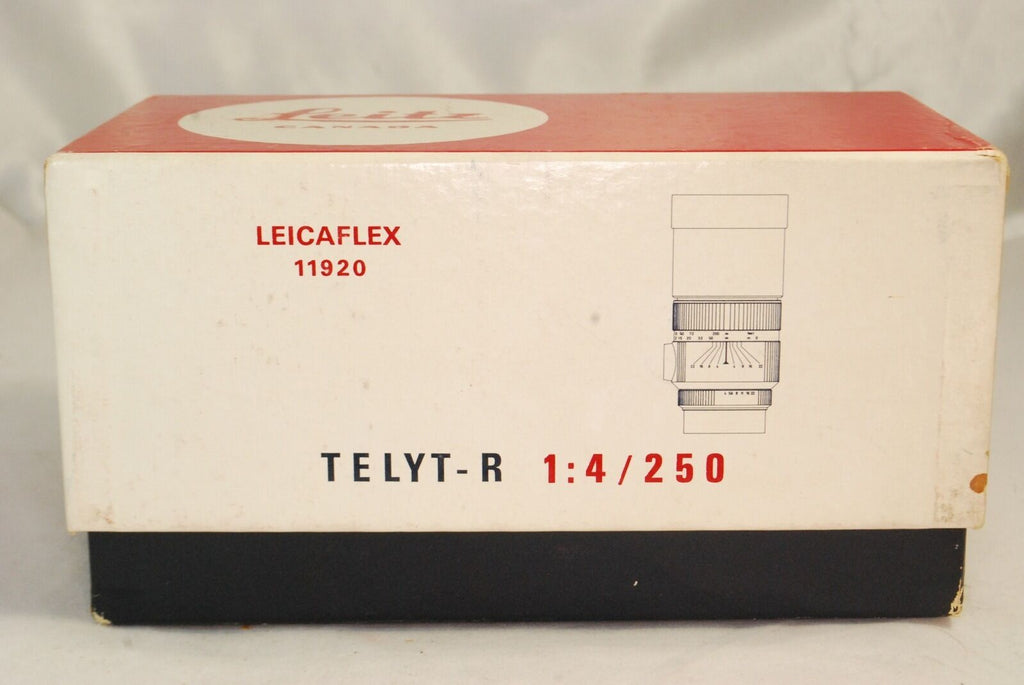 Leitz
CANADA
LEICAFLEX
11920
TELYT-R 1:4/250